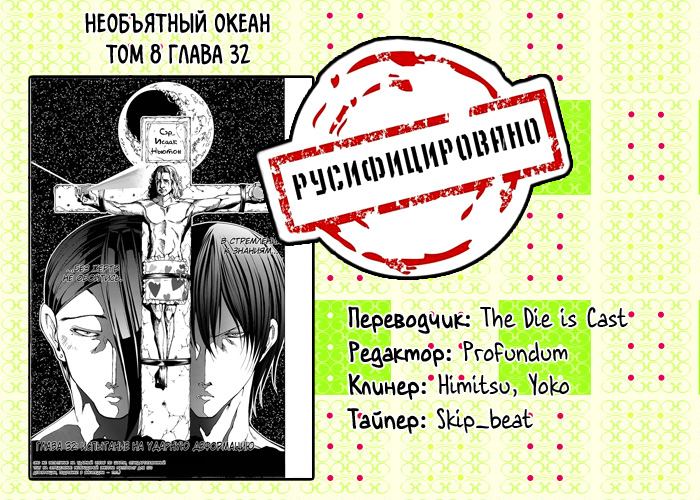 НЕОБЪЯТНЫЙ ОКЕАН
ТОМ 8 ГЛАВА 32
Сэр
Исаак
Ньютон
РУСИФИЦИРОВАНО
В СТРЕМЛЕНИИ
К ЗНАНИЯМ...
...БЕЗ ЖЕРТВ
НЕ ОБОЙТИСЬ.
ГЛАВА 32: ИСПЫТАНИЕ НА УДАРНУЮ ДЕФОРМАЦИЮ
Переводчик: The Die is Cast
Редактор: Profundum
Клинер: Himitsu, Yoko
Тайпер: Skip_beat